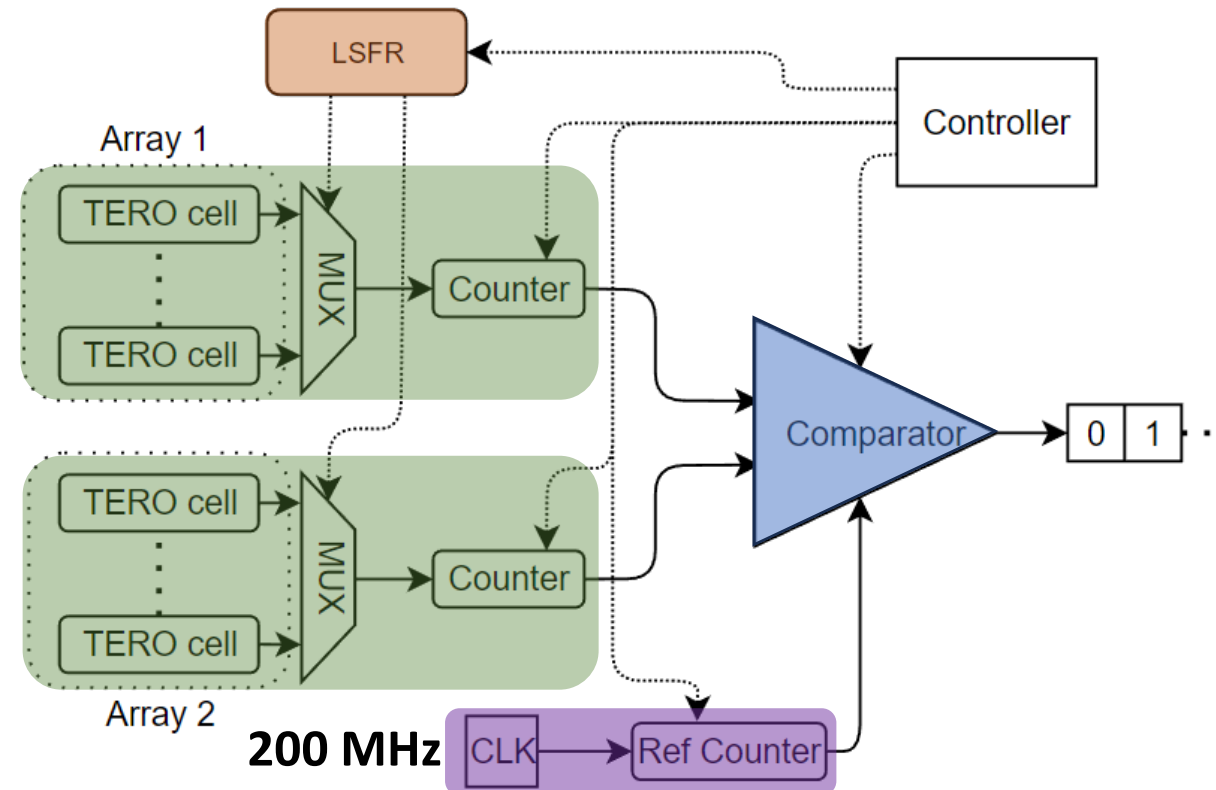 LSFR
Controller
Array 1
TERO cell
MUX
Counter
TERO cell
Comparator
0 1
TERO cell
MUX
Counter
TERO cell
Array 2
200 MHz
CLK
Ref Counter